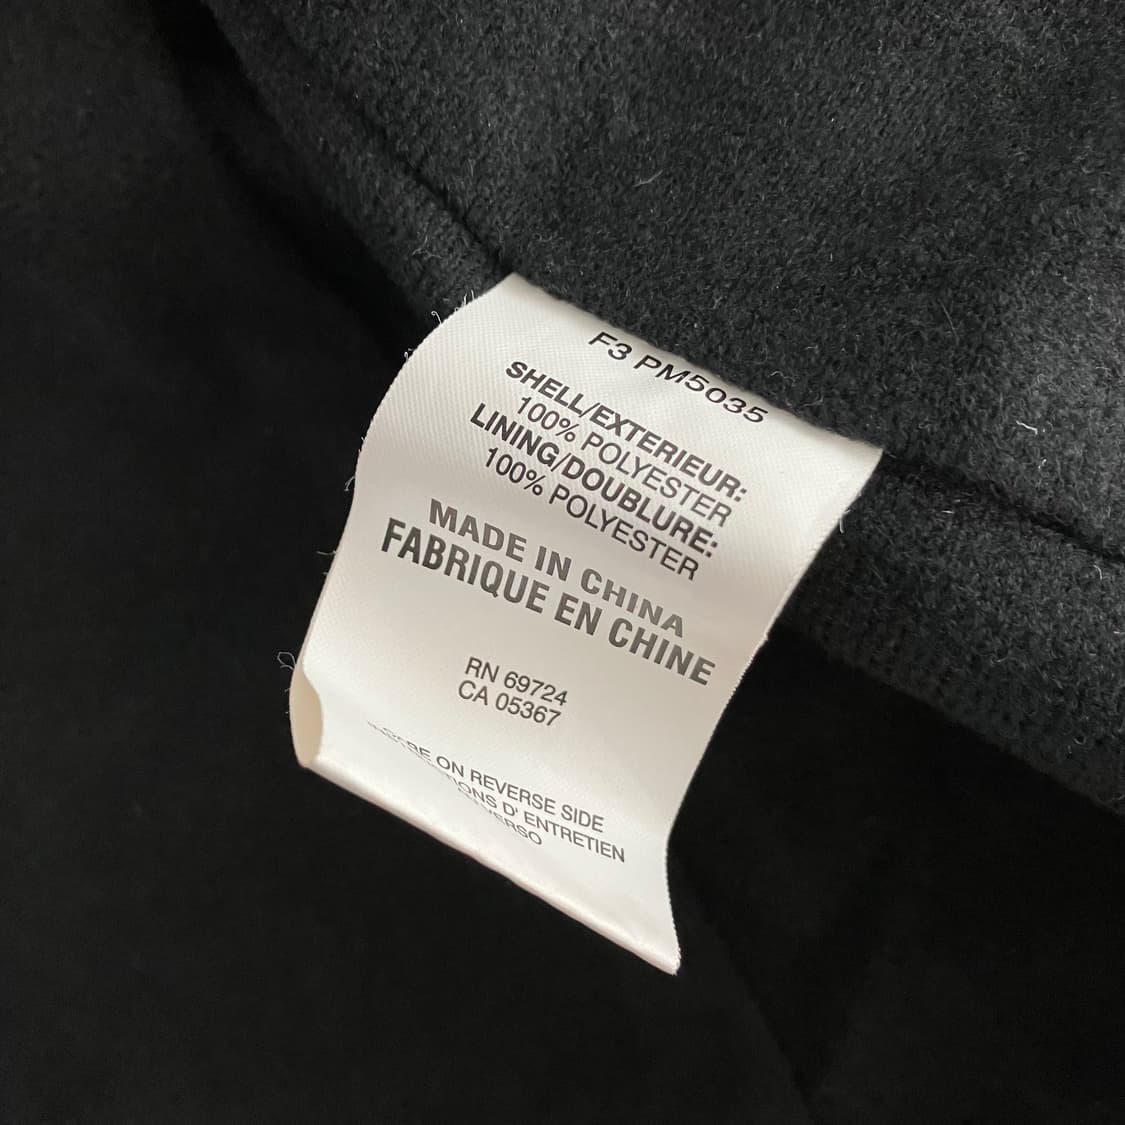 F3 PM5035
SHELL/EXTERIEUR:
100% POLYESTER
LINING/DOUBLURE:
100% POLYESTER
MADE IN CHINA
FABRIQUE EN CHINE
RN 69724
CA 05367
ON REVERSE SIDE
D' ENTRETIEN